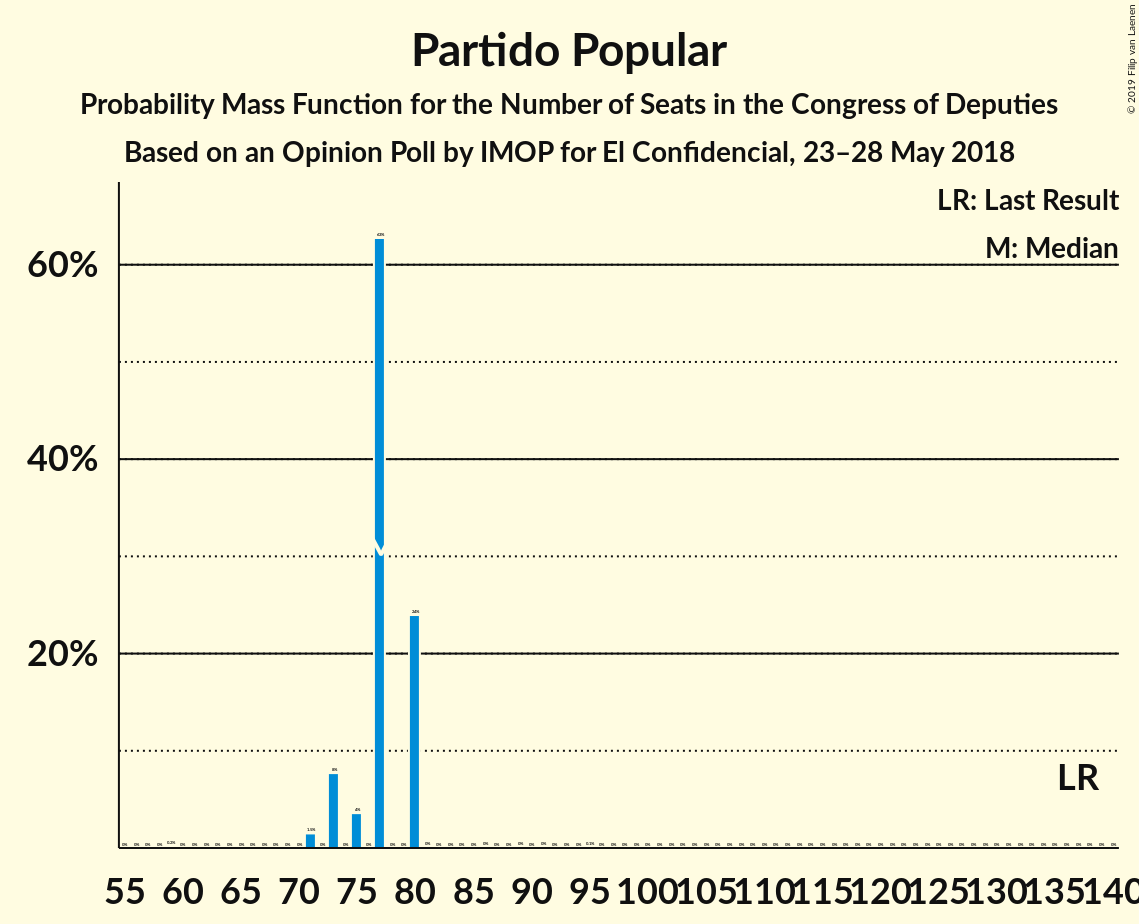 Partido Popular
Probability Mass Function for the Number of Seats in the Congress of Deputies
Based on an Opinion Poll by IMOP for El Confidencial, 23–28 May 2018
© 2019 Filip van Laenen
LR: Last Result
M: Median
60%
40%
20%
LR
55 60 65 70 75 80 85 90 95 100 105 110 115 120 125 130 135 140